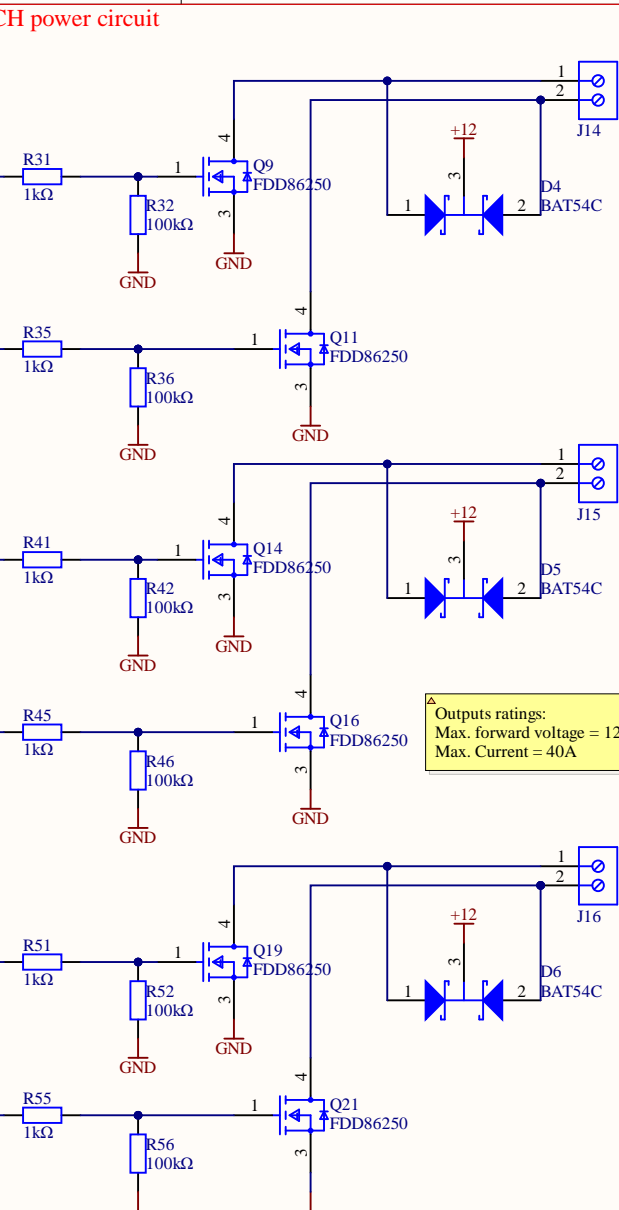 CH power circuit
1
2
J14
+12
3
D4
BAT54C
1
2
4
R31
1kΩ
1
Q9
FDD86250
R32
100kΩ
3
GND
GND
4
R35
1kΩ
1
Q11
FDD86250
R36
100kΩ
3
GND
GND
1
2
J15
+12
3
D5
BAT54C
1
2
4
R41
1kΩ
1
Q14
FDD86250
R42
100kΩ
3
GND
GND
4
R45
1kΩ
1
Q16
FDD86250
R46
100kΩ
3
GND
GND
Outputs ratings:
Max. forward voltage = 12
Max. Current = 40A
1
2
J16
+12
3
D6
BAT54C
1
2
4
R51
1kΩ
1
Q19
FDD86250
R52
100kΩ
3
GND
GND
4
R55
1kΩ
1
Q21
FDD86250
R56
100kΩ
3